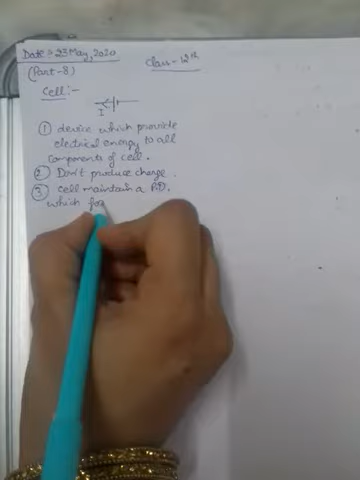 Date → 23 May, 2020
Class - 12th
(Part-8)
Cell :-
I
① device which provide
electrical energy to all
components of cell.
② Don't produce charge.
③ Cell maintain a P.D.
which fo